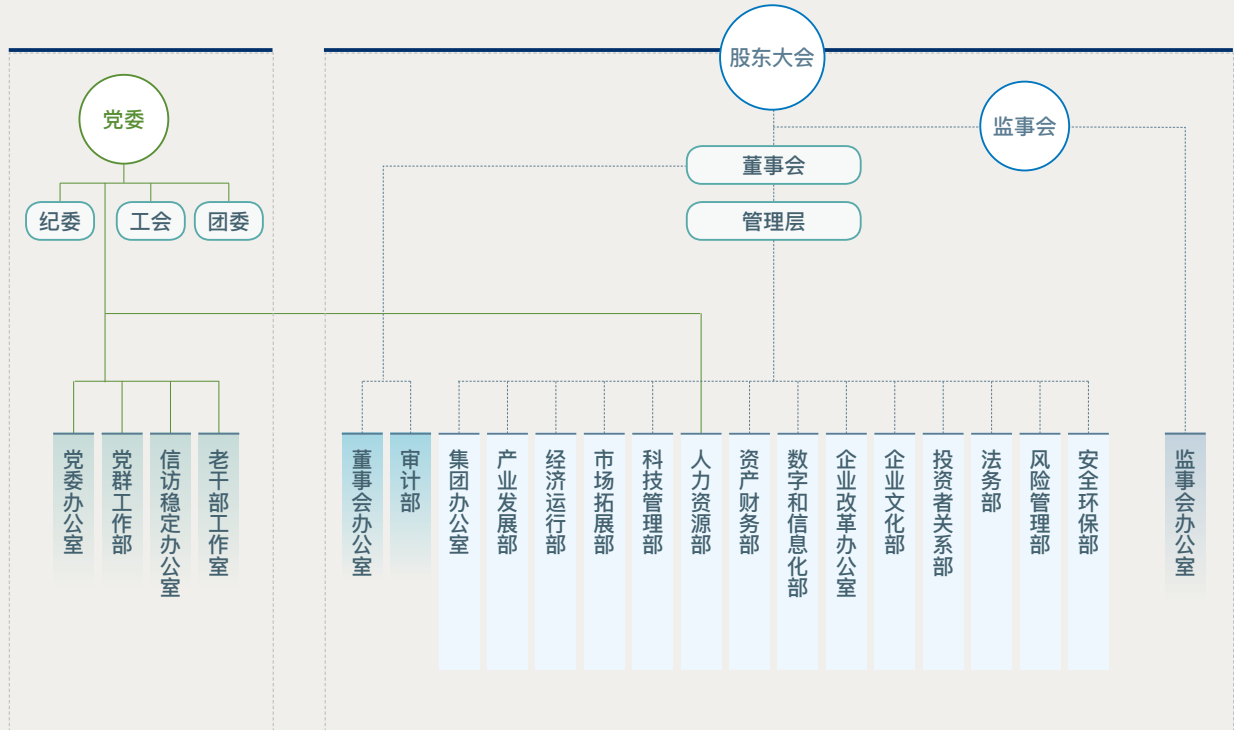 股东大会
党委
监事会
董事会
纪委
工会
团委
管理层
党委办公室
党群工作部
信访稳定办公室
老干部工作室
董事会办公室
审计部
集团办公室
产业发展部
经济运行部
市场拓展部
科技管理部
人力资源部
资产财务部
数字和信息化部
企业改革办公室
企业文化部
投资者关系部
法务部
风险管理部
安全环保部
监事会办公室